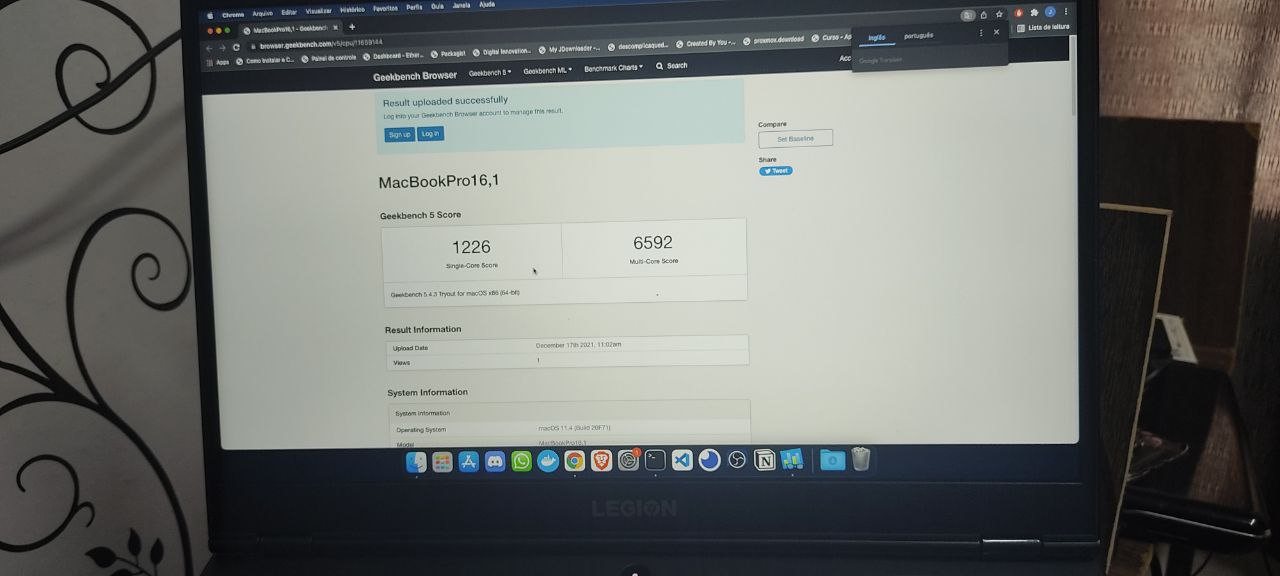 Chrome Arquivo Editar Visualizar Histórico Favoritos Perfis Guia Janela Ajuda
MacBookPro16,1 - Geekbench
browser.geekbench.com/v5/cpu/11659144
Apps Como Instalar o C... Painel de controle Dashboard - Ether... Packagist Digital Innovation... My JDownloader -... descomplicaqued... Created By You -... proxmox.download Curso - Ap
Lista de leitura
inglês português
Google Translate
Geekbench Browser Geekbench 5 Geekbench ML Benchmark Charts Search Acc
Result uploaded successfully
Log into your Geekbench Browser account to manage this result.
Sign up Log in
Compare
Set Baseline
Share
Tweet
MacBookPro16,1
Geekbench 5 Score
1226 6592
Single-Core Score Multi-Core Score
Geekbench 5.4.3 Tryout for macOS x86 (64-bit)
Result Information
Upload Date December 17th 2021, 11:02am
Views 1
System Information
System Information
Operating System macOS 11.4 (Build 20F71)
Model MacBookPro16,1
LEGION